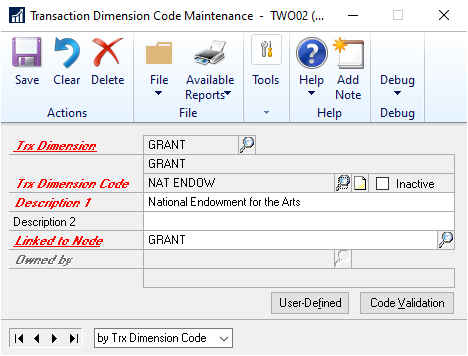 Transaction Dimension Code Maintenance - TWO02 (...
Save Clear Delete File Available Reports Tools Help Add Note Debug
Actions File Help Debug
Trx Dimension GRANT
GRANT
Trx Dimension Code NAT ENDOW Inactive
Description 1 National Endowment for the Arts
Description 2
Linked to Node GRANT
Owned by
User-Defined Code Validation
by Trx Dimension Code